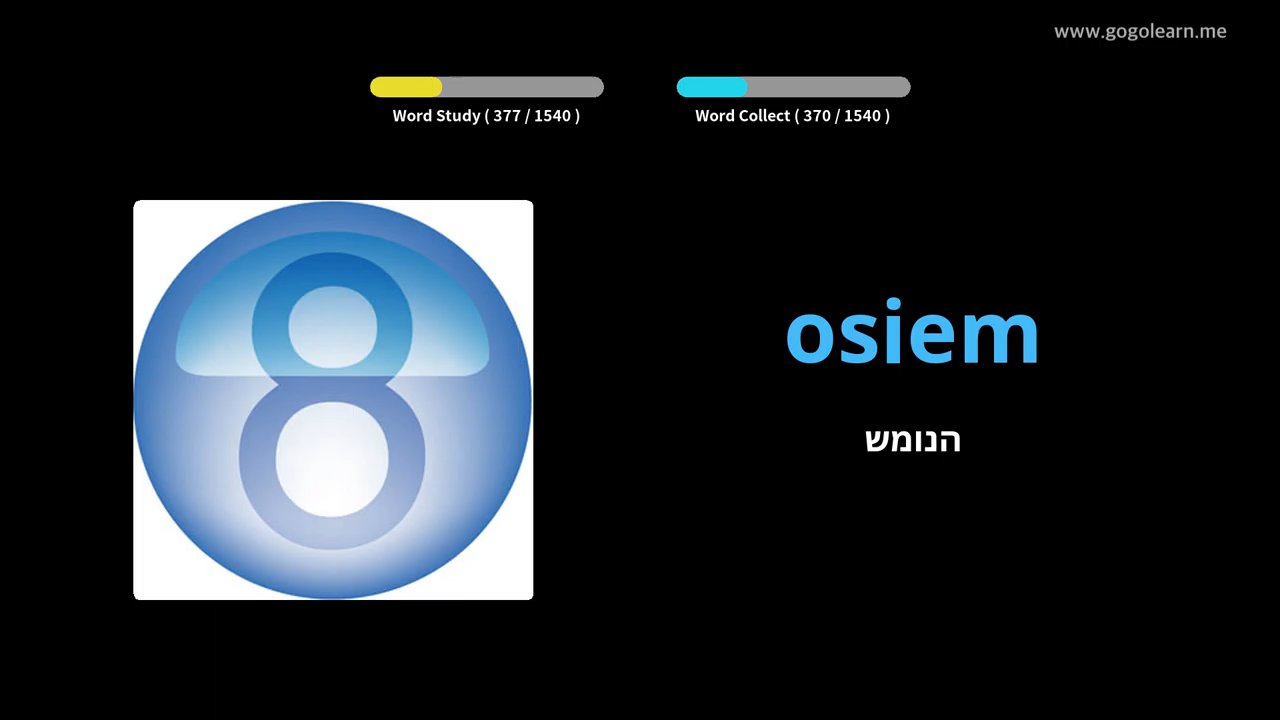 www.gogolearn.me
Word Study ( 377 / 1540 )
Word Collect ( 370 / 1540 )
8
osiem
הנומש